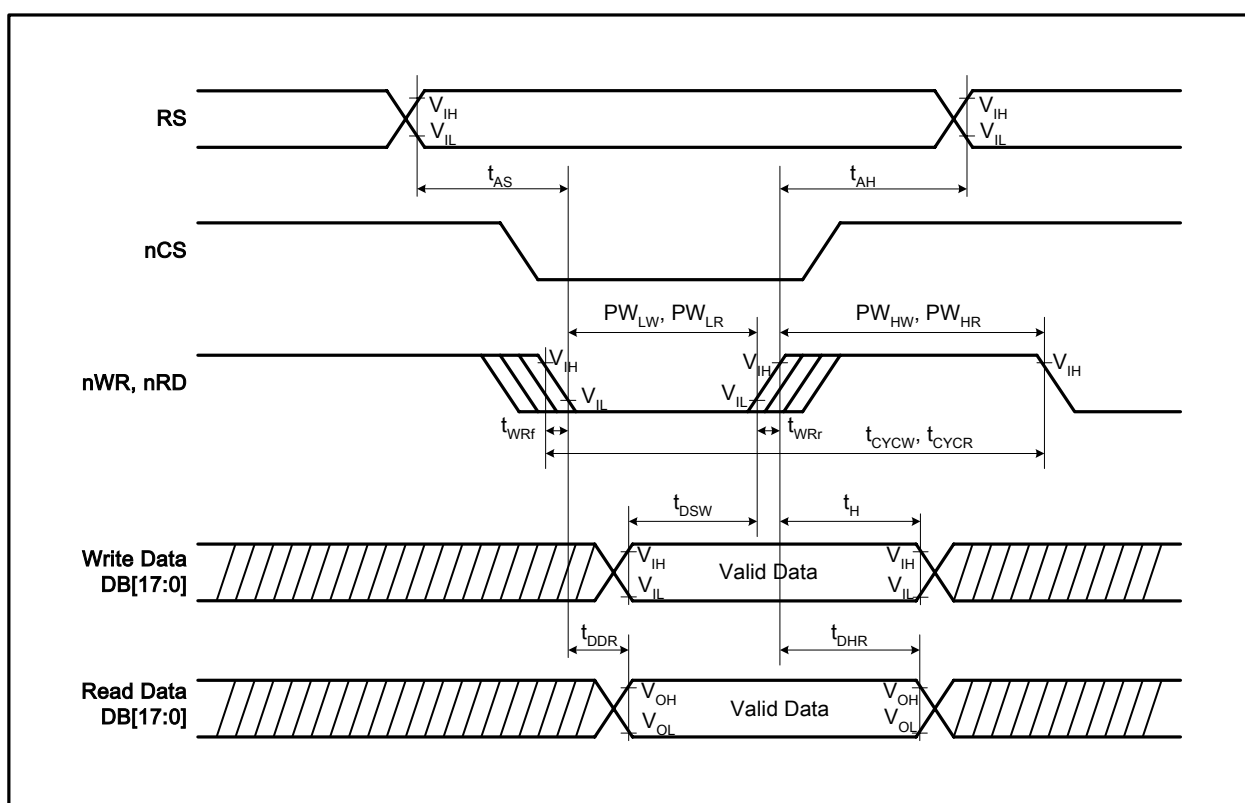 RS
V_IH
V_IL
V_IH
V_IL
t_AS
t_AH
nCS
PW_LW, PW_LR
PW_HW, PW_HR
nWR, nRD
V_IH
V_IL
V_IH
V_IL
V_IH
t_WRf
t_WRr
t_CYCW, t_CYCR
t_DSW
t_H
Write Data
DB[17:0]
V_IH
V_IL
Valid Data
V_IH
V_IL
t_DDR
t_DHR
Read Data
DB[17:0]
V_OH
V_OL
Valid Data
V_OH
V_OL